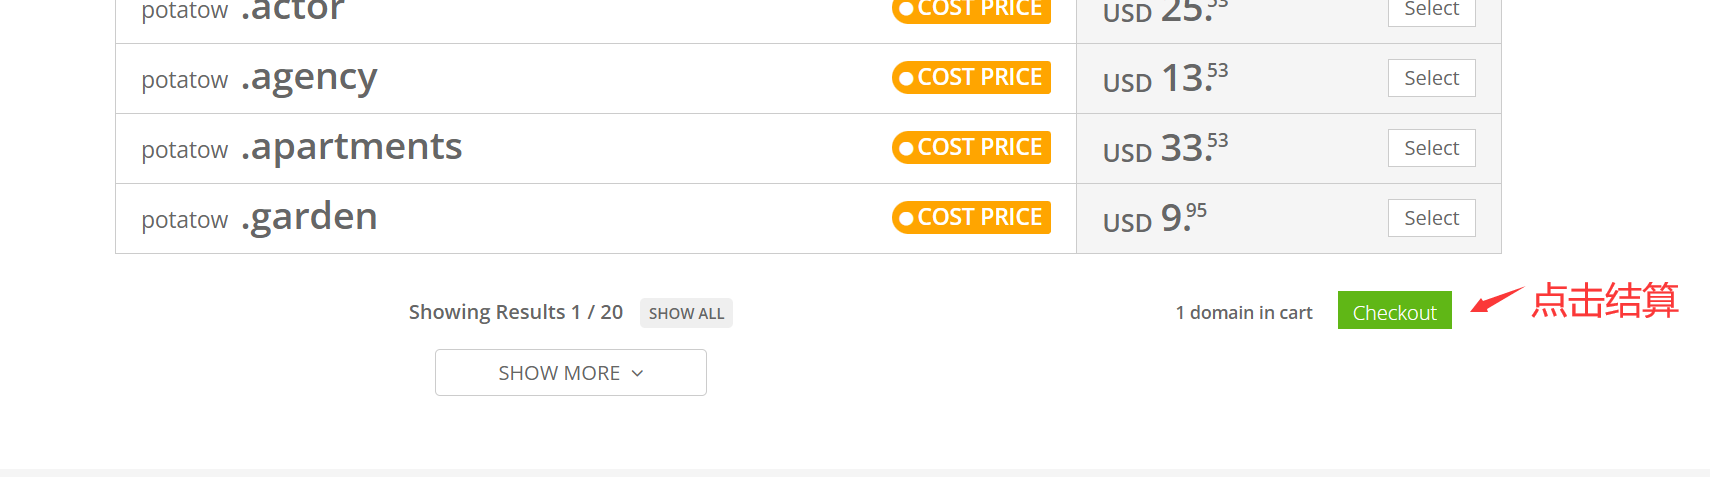 potatow .actor COST PRICE USD 25.53 Select
potatow .agency COST PRICE USD 13.53 Select
potatow .apartments COST PRICE USD 33.53 Select
potatow .garden COST PRICE USD 9.95 Select
Showing Results 1 / 20 SHOW ALL 1 domain in cart Checkout 点击结算
SHOW MORE